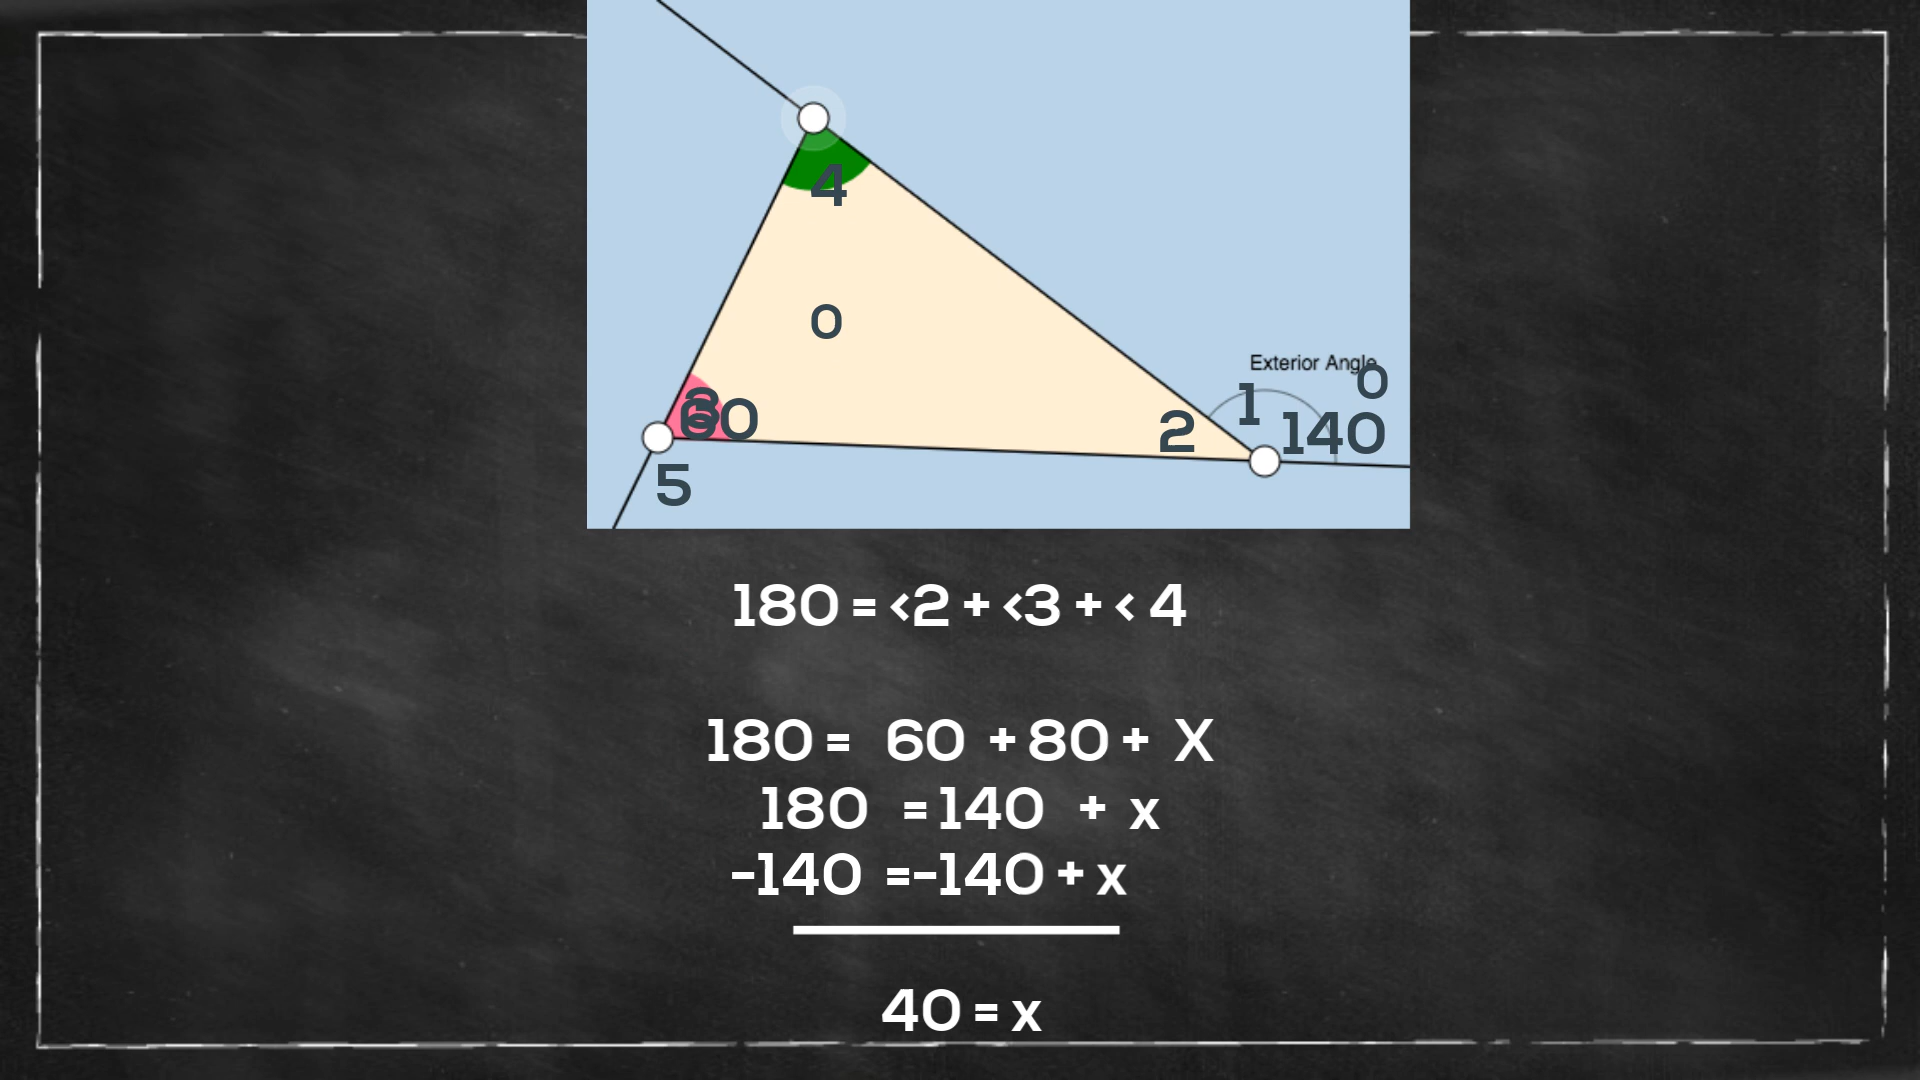 4
0
Exterior Angle
0
1
2
140
60
5
180 = <2 + <3 + < 4
180 = 60 + 80 + X
180 = 140 + x
-140 =-140 + x
40 = x